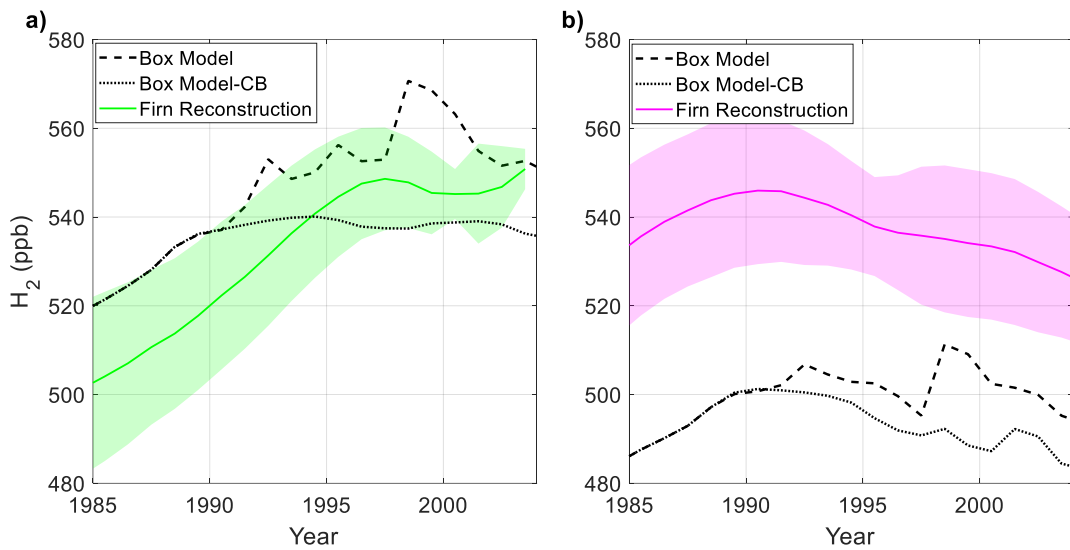 a)
580
560
540
520
500
480
H2 (ppb)
Box Model
Box Model-CB
Firn Reconstruction
1985
1990
1995
2000
Year
b)
580
560
540
520
500
480
Box Model
Box Model-CB
Firn Reconstruction
1985
1990
1995
2000
Year